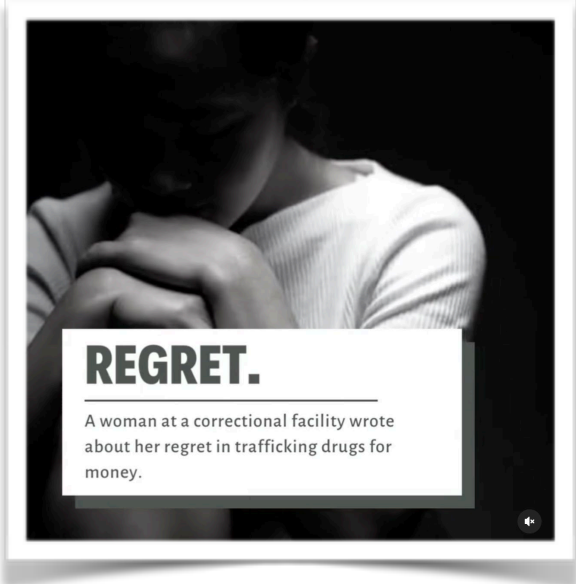 REGRET.
A woman at a correctional facility wrote
about her regret in trafficking drugs for
money.